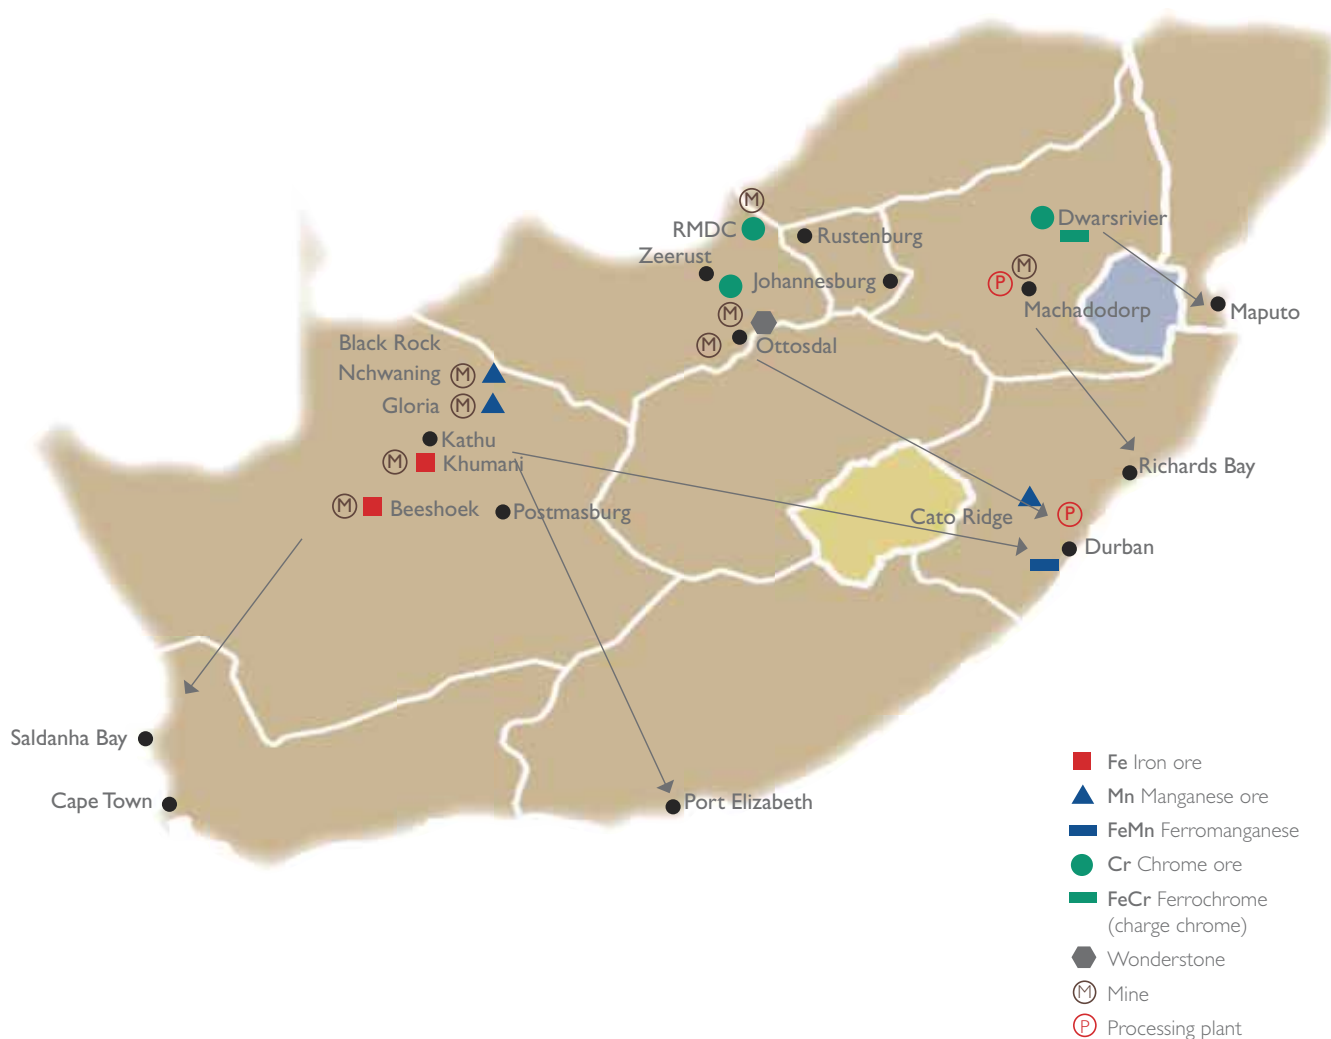 M
RMDC
Dwarsrivier
Rustenburg
Zeerust
Johannesburg
M
P
Machadodorp
Maputo
M
M
Ottosdal
Black Rock
Nchwaning M
Gloria M
Kathu
M Khumani
M Beeshoek
Postmasburg
Richards Bay
Cato Ridge
P
Durban
Saldanha Bay
Cape Town
Port Elizabeth
Fe Iron ore
Mn Manganese ore
FeMn Ferromanganese
Cr Chrome ore
FeCr Ferrochrome
(charge chrome)
Wonderstone
M Mine
P Processing plant